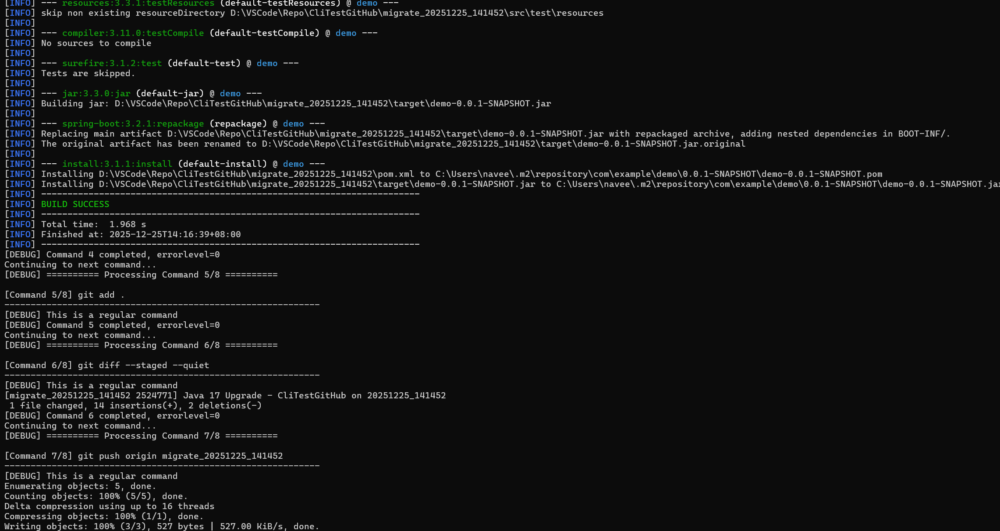 [INFO] --- resources:3.3.1:testResources (default-testResources) @ demo ---
[INFO] skip non existing resourceDirectory D:\VSCode\Repo\CliTestGitHub\migrate_20251225_141452\src\test\resources
[INFO]
[INFO] --- compiler:3.11.0:testCompile (default-testCompile) @ demo ---
[INFO] No sources to compile
[INFO]
[INFO] --- surefire:3.1.2:test (default-test) @ demo ---
[INFO] Tests are skipped.
[INFO]
[INFO] --- jar:3.3.0:jar (default-jar) @ demo ---
[INFO] Building jar: D:\VSCode\Repo\CliTestGitHub\migrate_20251225_141452\target\demo-0.0.1-SNAPSHOT.jar
[INFO]
[INFO] --- spring-boot:3.2.1:repackage (repackage) @ demo ---
[INFO] Replacing main artifact D:\VSCode\Repo\CliTestGitHub\migrate_20251225_141452\target\demo-0.0.1-SNAPSHOT.jar with repackaged archive, adding nested dependencies in BOOT-INF/.
[INFO] The original artifact has been renamed to D:\VSCode\Repo\CliTestGitHub\migrate_20251225_141452\target\demo-0.0.1-SNAPSHOT.jar.original
[INFO]
[INFO] --- install:3.1.1:install (default-install) @ demo ---
[INFO] Installing D:\VSCode\Repo\CliTestGitHub\migrate_20251225_141452\pom.xml to C:\Users\navee\.m2\repository\com\example\demo\0.0.1-SNAPSHOT\demo-0.0.1-SNAPSHOT.pom
[INFO] Installing D:\VSCode\Repo\CliTestGitHub\migrate_20251225_141452\target\demo-0.0.1-SNAPSHOT.jar to C:\Users\navee\.m2\repository\com\example\demo\0.0.1-SNAPSHOT\demo-0.0.1-SNAPSHOT.jar
[INFO] ------------------------------------------------------------------------
[INFO] BUILD SUCCESS
[INFO] ------------------------------------------------------------------------
[INFO] Total time:  1.968 s
[INFO] Finished at: 2025-12-25T14:16:39+08:00
[INFO] ------------------------------------------------------------------------
[DEBUG] Command 4 completed, errorlevel=0
Continuing to next command...
[DEBUG] ========== Processing Command 5/8 ==========
[Command 5/8] git add .
------------------------------------------------------------
[DEBUG] This is a regular command
[DEBUG] Command 5 completed, errorlevel=0
Continuing to next command...
[DEBUG] ========== Processing Command 6/8 ==========
[Command 6/8] git diff --staged --quiet
------------------------------------------------------------
[DEBUG] This is a regular command
[migrate_20251225_141452 2524771] Java 17 Upgrade - CliTestGitHub on 20251225_141452
 1 file changed, 14 insertions(+), 2 deletions(-)
[DEBUG] Command 6 completed, errorlevel=0
Continuing to next command...
[DEBUG] ========== Processing Command 7/8 ==========
[Command 7/8] git push origin migrate_20251225_141452
------------------------------------------------------------
[DEBUG] This is a regular command
Enumerating objects: 5, done.
Counting objects: 100% (5/5), done.
Delta compression using up to 16 threads
Compressing objects: 100% (1/1), done.
Writing objects: 100% (3/3), 527 bytes | 527.00 KiB/s, done.